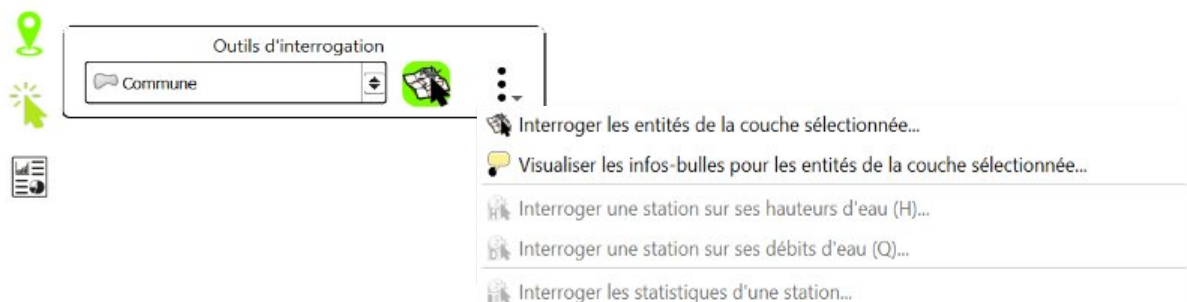 Outils d'interrogation
Commune
Interroger les entités de la couche sélectionnée...
Visualiser les infos-bulles pour les entités de la couche sélectionnée...
Interroger une station sur ses hauteurs d'eau (H)...
Interroger une station sur ses débits d'eau (Q)...
Interroger les statistiques d'une station...